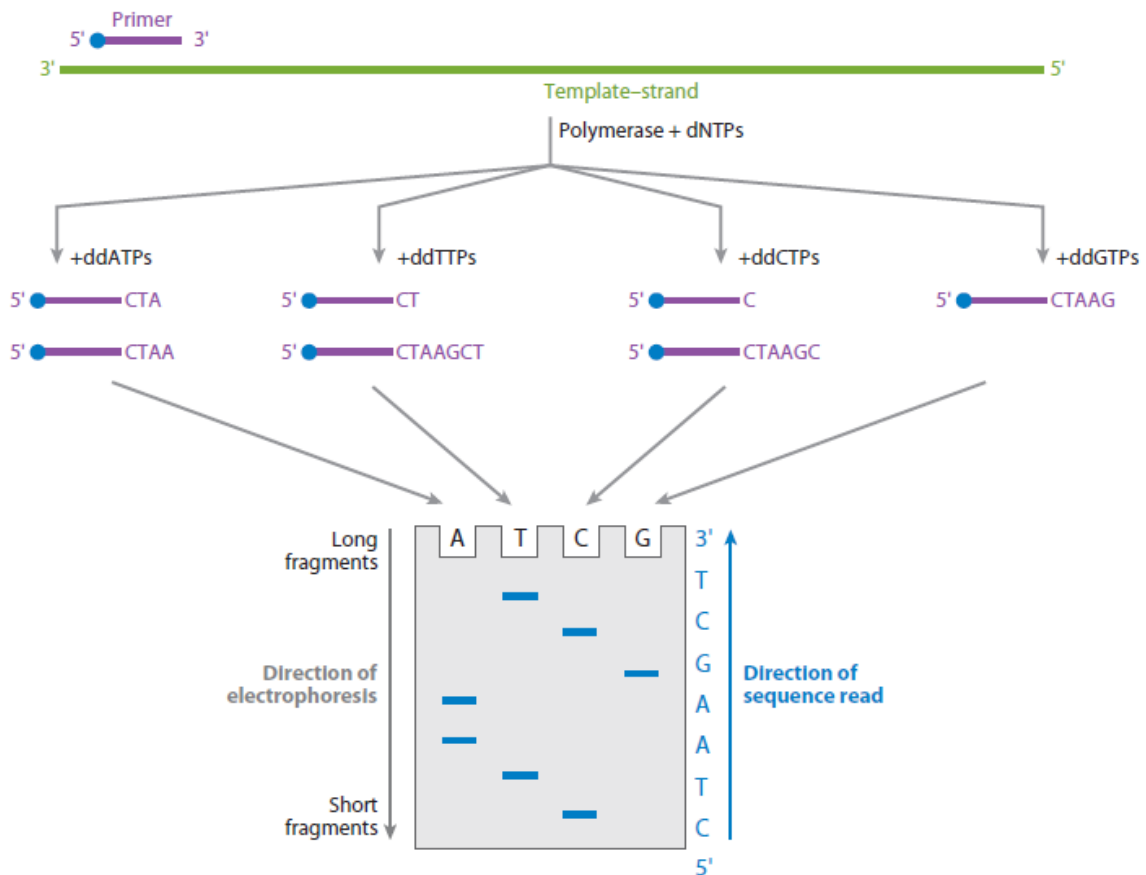 Primer
5' 3'
3' 5'
Template–strand
Polymerase + dNTPs
+ddATPs +ddTTPs +ddCTPs +ddGTPs
5' CTA 5' CT 5' C 5' CTAAG
5' CTAA 5' CTAAGCT 5' CTAAGC
Long
fragments
A T C G
Direction of
electrophoresis
Short
fragments
3'
T
C
G
A
A
T
C
5'
Direction of
sequence read